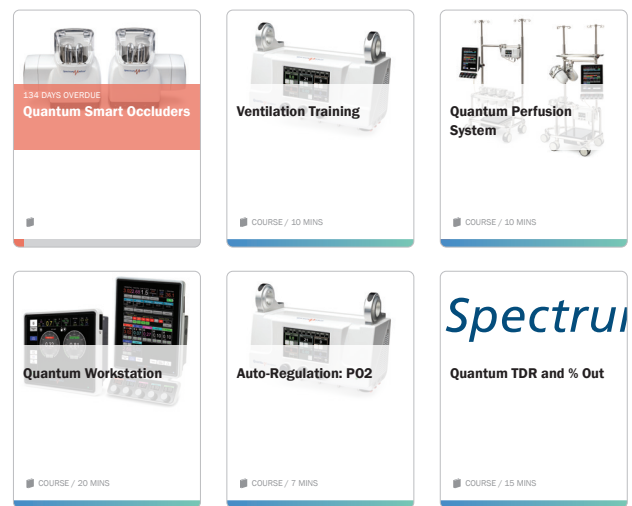 134 DAYS OVERDUE
Quantum Smart Occluders
Ventilation Training
COURSE / 10 MINS
Quantum Perfusion
System
COURSE / 10 MINS
Quantum Workstation
COURSE / 20 MINS
Auto-Regulation: PO2
COURSE / 7 MINS
Spectru
Quantum TDR and % Out
COURSE / 15 MINS